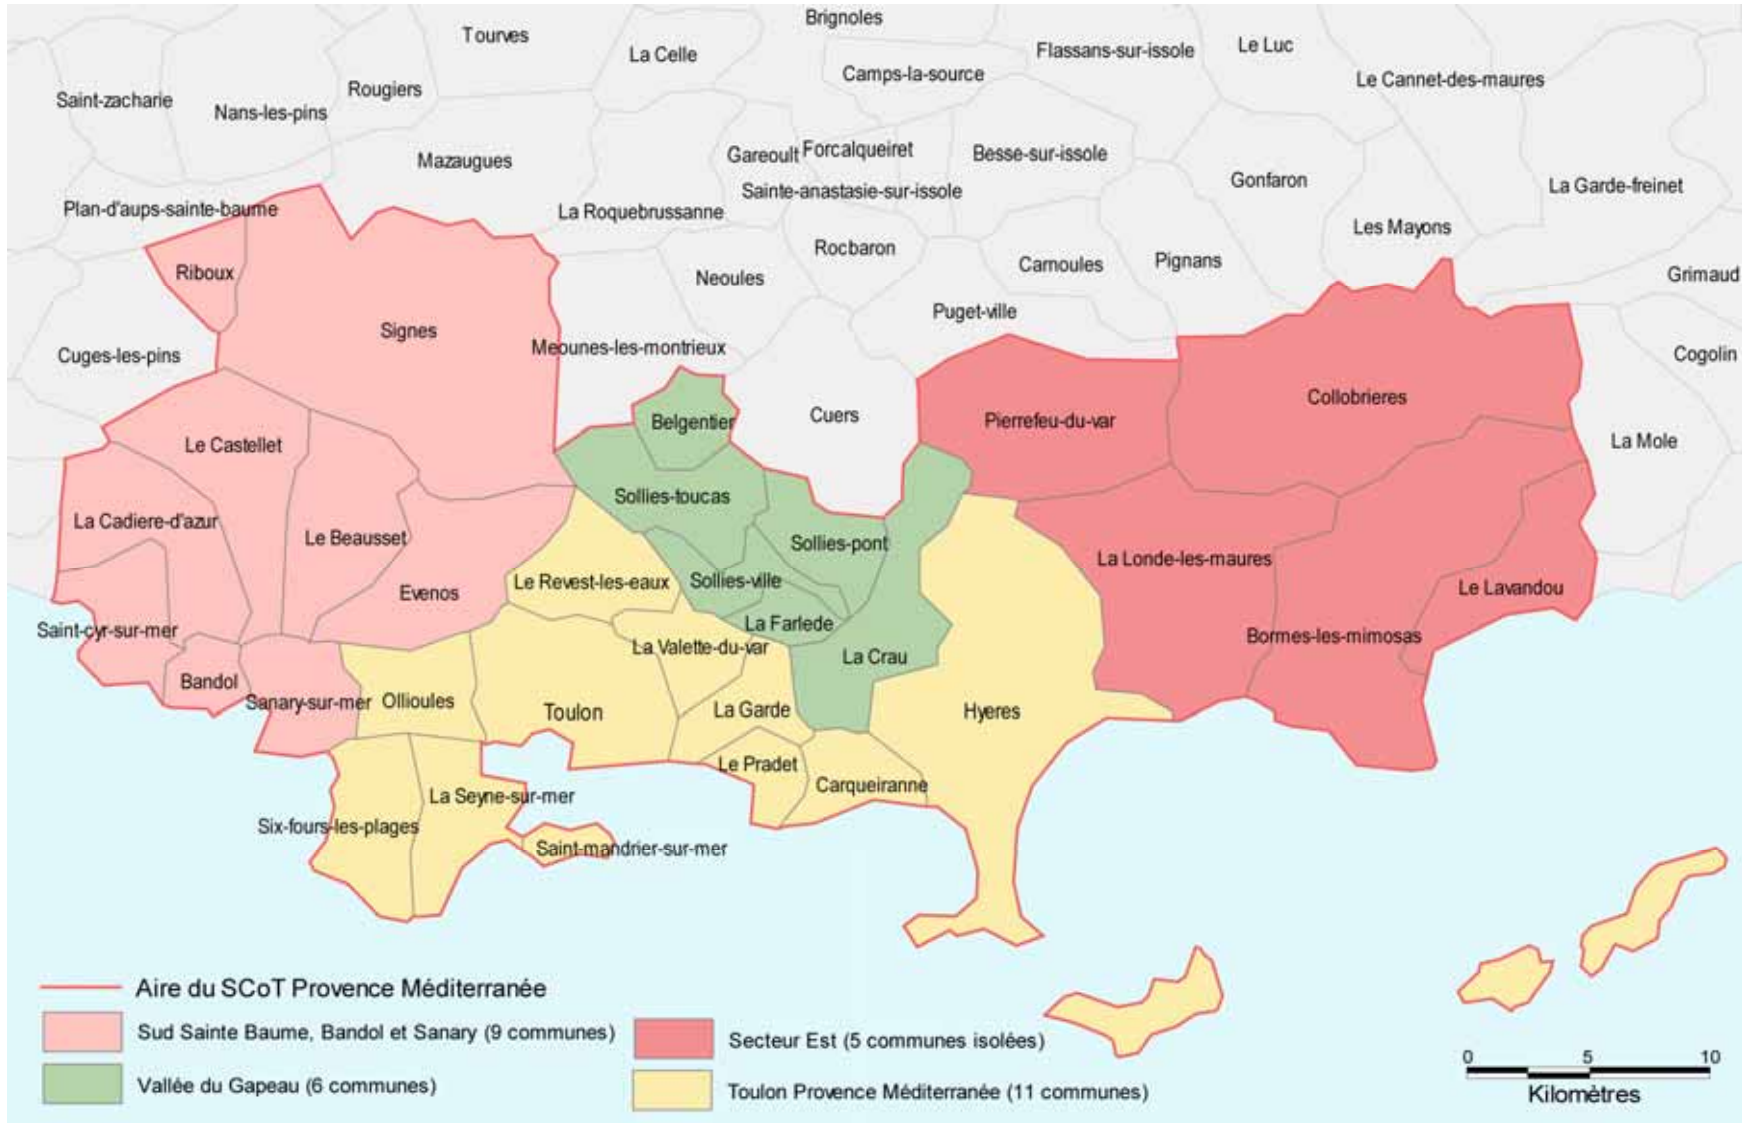 Brignoles
Tourves
La Celle
Flassans-sur-issole
Le Luc
Camps-la-source
Le Cannet-des-maures
Rougiers
Saint-zacharie
Nans-les-pins
Mazaugues
Gareoult
Forcalqueiret
Besse-sur-issole
Gonfaron
La Garde-freinet
Sainte-anastasie-sur-issole
Plan-d'aups-sainte-baume
La Roquebrussanne
Les Mayons
Rocbaron
Carnoules
Pignans
Riboux
Neoules
Grimaud
Puget-ville
Signes
Meounes-les-montrieux
Cuges-les-pins
Cogolin
Collobrieres
Belgentier
Cuers
Pierrefeu-du-var
Le Castellet
La Mole
Sollies-toucas
La Cadiere-d'azur
Le Beausset
Sollies-pont
La Londe-les-maures
Le Revest-les-eaux
Sollies-ville
Evenos
Le Lavandou
Saint-cyr-sur-mer
La Farlede
Bormes-les-mimosas
La Valette-du-var
La Crau
Bandol
Sanary-sur-mer
Ollioules
Toulon
La Garde
Hyeres
Le Pradet
Carqueiranne
La Seyne-sur-mer
Six-fours-les-plages
Saint-mandrier-sur-mer
Aire du SCoT Provence Méditerranée
Sud Sainte Baume, Bandol et Sanary (9 communes)
Secteur Est (5 communes isolées)
Vallée du Gapeau (6 communes)
Toulon Provence Méditerranée (11 communes)
0 5 10
Kilomètres